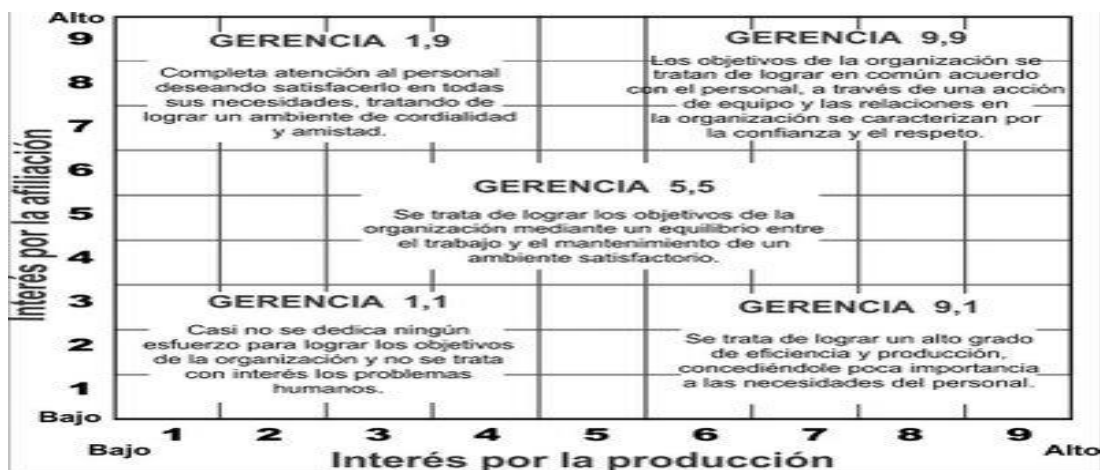 Alto
9
8
7
6
5
4
3
2
1
Bajo
Interés por la afiliación
GERENCIA 1,9
Completa atención al personal
deseando satisfacerlo en todas
sus necesidades, tratando de
lograr un ambiente de cordialidad
y amistad.
GERENCIA 9,9
Los objetivos de la organización se
tratan de lograr en común acuerdo
con el personal, a través de una acción
de equipo y las relaciones en
la organización se caracterizan por
la confianza y el respeto.
GERENCIA 5,5
Se trata de lograr los objetivos de la
organización mediante un equilibrio entre
el trabajo y el mantenimiento de un
ambiente satisfactorio.
GERENCIA 1,1
Casi no se dedica ningún
esfuerzo para lograr los objetivos
de la organización y no se trata
con interés los problemas
humanos.
GERENCIA 9,1
Se trata de lograr un alto grado
de eficiencia y producción,
concediéndole poca importancia
a las necesidades del personal.
Bajo
1 2 3 4 5 6 7 8 9
Alto
Interés por la producción